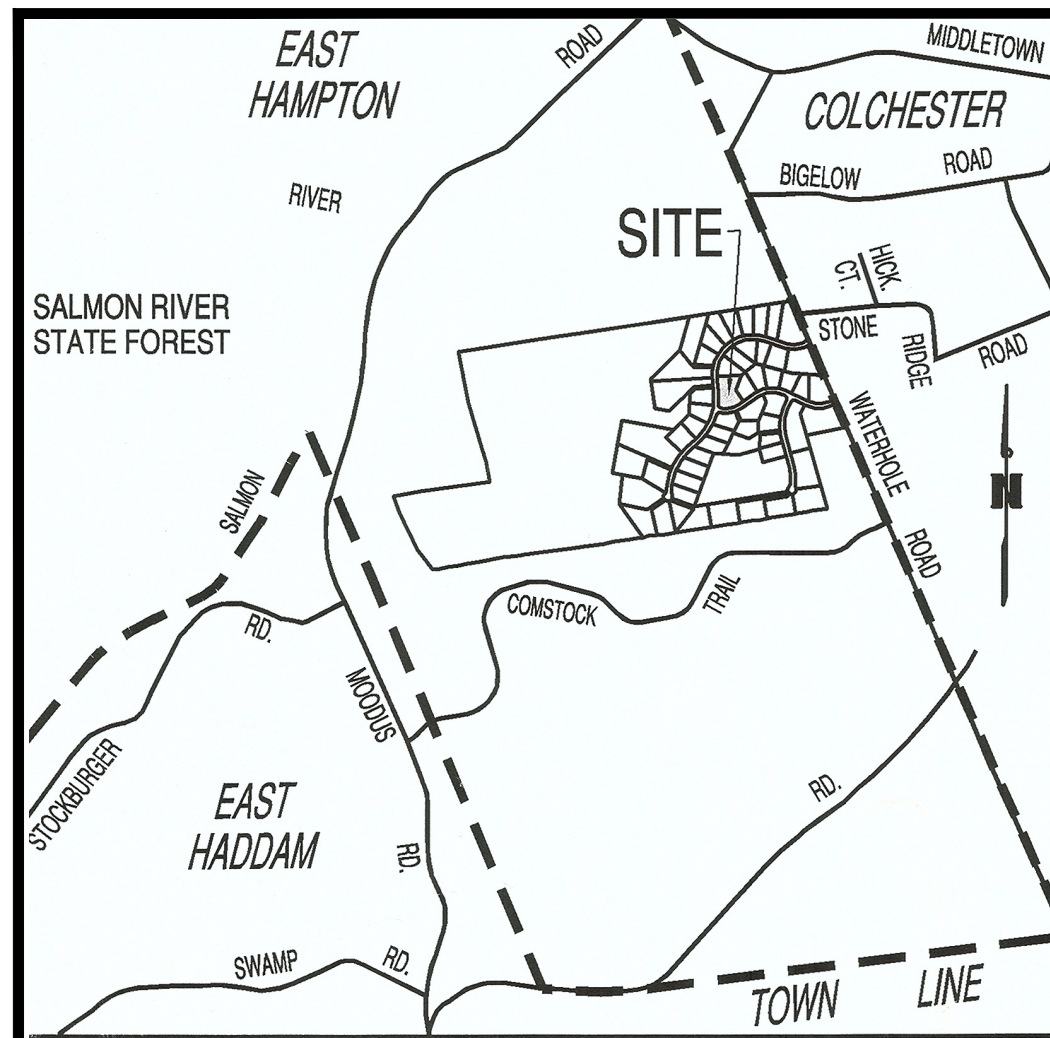 EAST
HAMPTON
ROAD
MIDDLETOWN
COLCHESTER
BIGELOW
ROAD
RIVER
SITE
HICK.
CT.
SALMON RIVER
STATE FOREST
STONE
RIDGE
ROAD
WATERHOLE
ROAD
N
SALMON
COMSTOCK
TRAIL
RD.
MOODUS
STOCKBURGER
EAST
HADDAM
RD.
RD.
SWAMP
RD.
TOWN
LINE